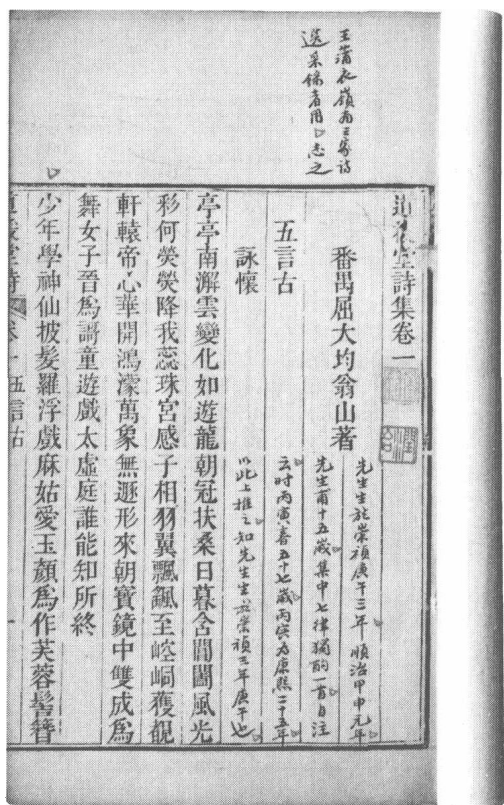 王蒲衣嶺南三家詩
選采錄者用﹆志之
道援堂詩集卷一
番禺屈大均翁山著
先生生於崇禎庚午三年順治甲申元年
先生甫十五歲集中七律獨酌一首自注
五言古
云时丙寅春五十七歲丙寅为康熙二十五年
詠懷
以此上推之知先生生於崇禎三年庚午也
亭亭南澥雲變化如遊龍朝冠扶桑日暮含閶闔風光
彩何熒熒降我蕊珠宮感子相羽翼飄飄至崆峒獲覩
軒轅帝心華開鴻濛萬象無遯形來朝寶鏡中雙成爲
舞女子晉爲謌童遊戲太虛庭誰能知所終
少年學神仙披髮羅浮戲麻姑愛玉顏爲作芙蓉髻簪
道援堂詩 卷一 五言古 一